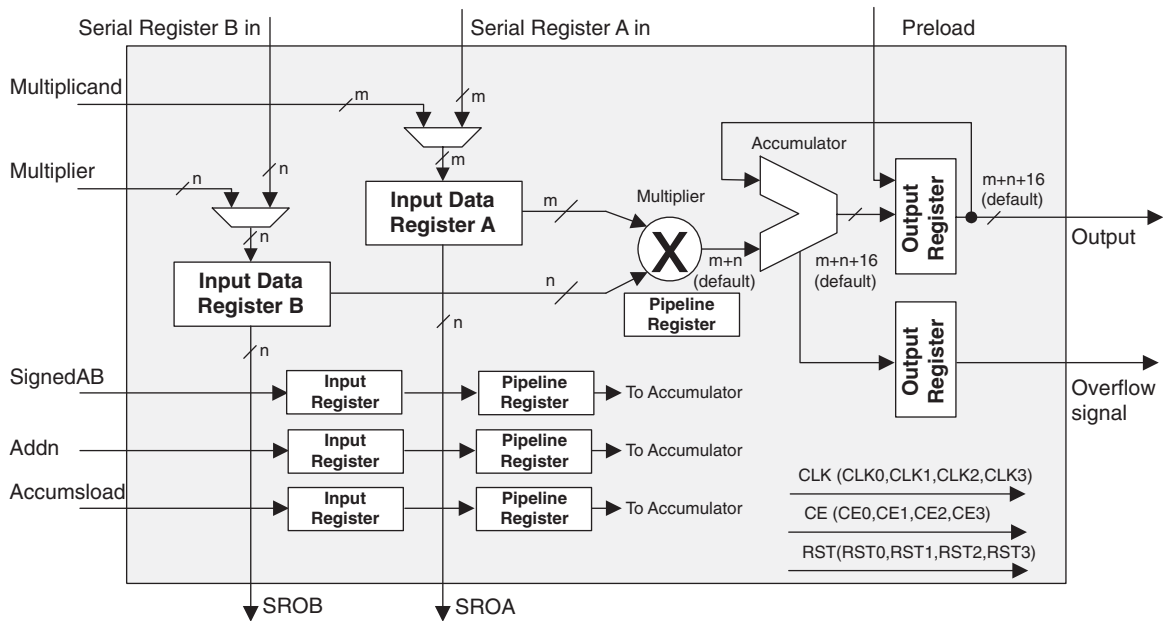 Serial Register B in
Serial Register A in
Preload
Multiplicand
m
m
Multiplier
n
n
m
Accumulator
Input Data
Register A
m
Multiplier
X
Output
Register
m+n+16
(default)
Output
n
Input Data
Register B
n
m+n
(default)
m+n+16
(default)
Pipeline
Register
n
n
Output
Register
Overflow
signal
SignedAB
Input
Register
Pipeline
Register
To Accumulator
Addn
Input
Register
Pipeline
Register
To Accumulator
Accumsload
Input
Register
Pipeline
Register
To Accumulator
CLK (CLK0,CLK1,CLK2,CLK3)
CE (CE0,CE1,CE2,CE3)
RST(RST0,RST1,RST2,RST3)
SROB
SROA